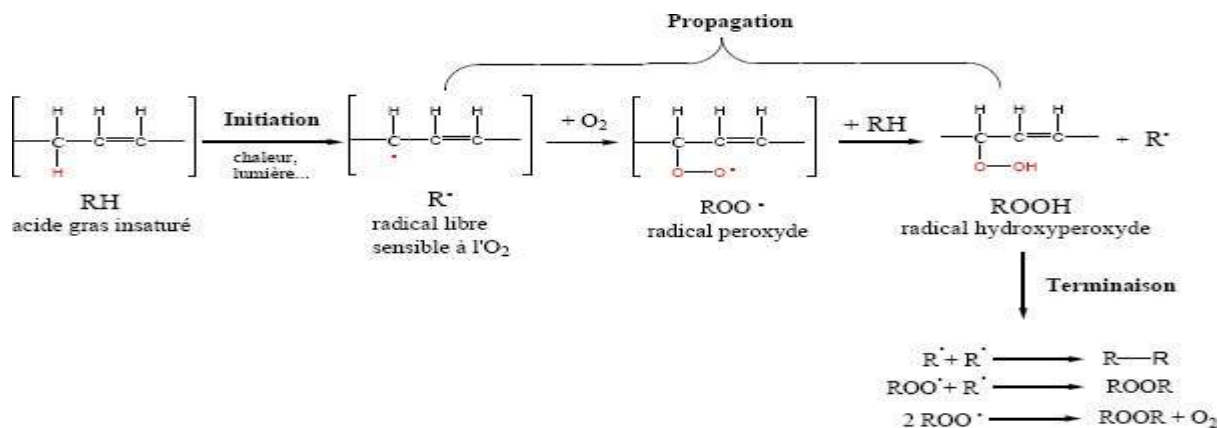 Propagation
H H H
C C C
H
RH
acide gras insaturé
Initiation
chaleur,
lumière...
H H H
C C C
R•
radical libre
sensible à l'O₂
+ O₂
H H H
C C C
O O •
ROO •
radical peroxyde
+ RH
H H H
C C C
O OH
+ R•
ROOH
radical hydroxyperoxyde
Terminaison
R• + R• R—R
ROO• + R• ROOR
2 ROO • ROOR + O₂